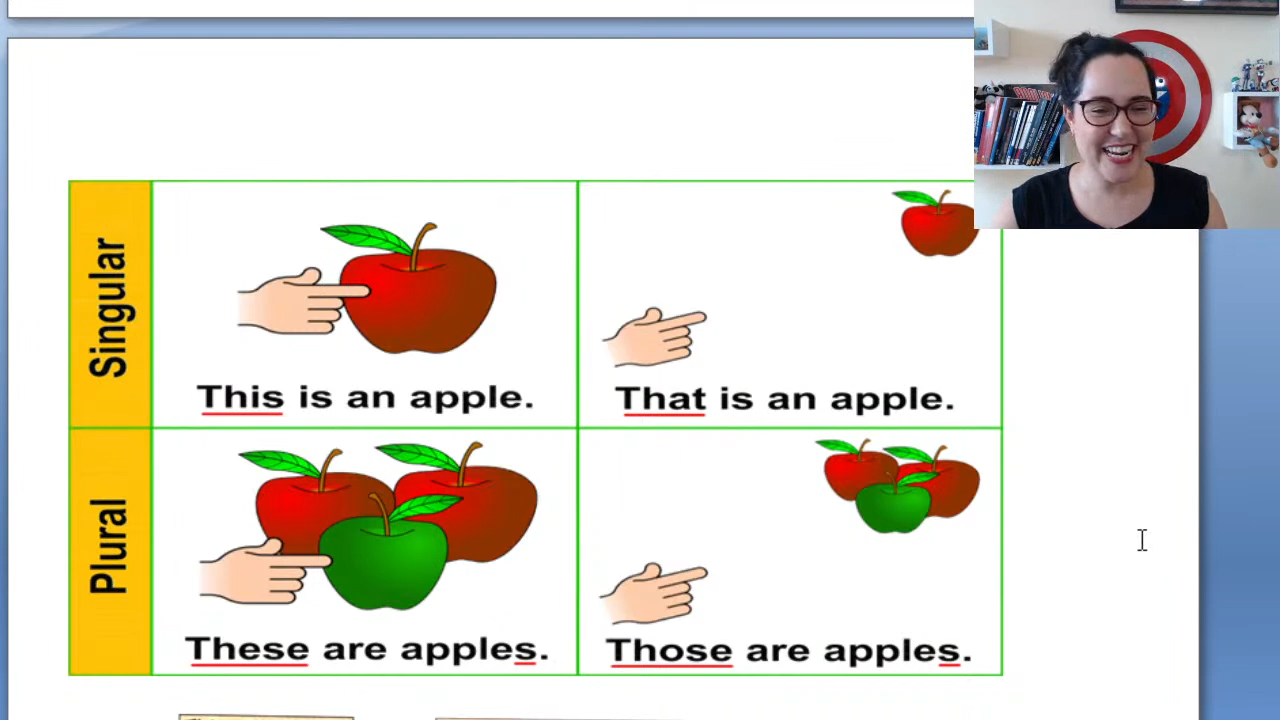 Singular
This is an apple.
That is an apple.
Plural
These are apples.
Those are apples.